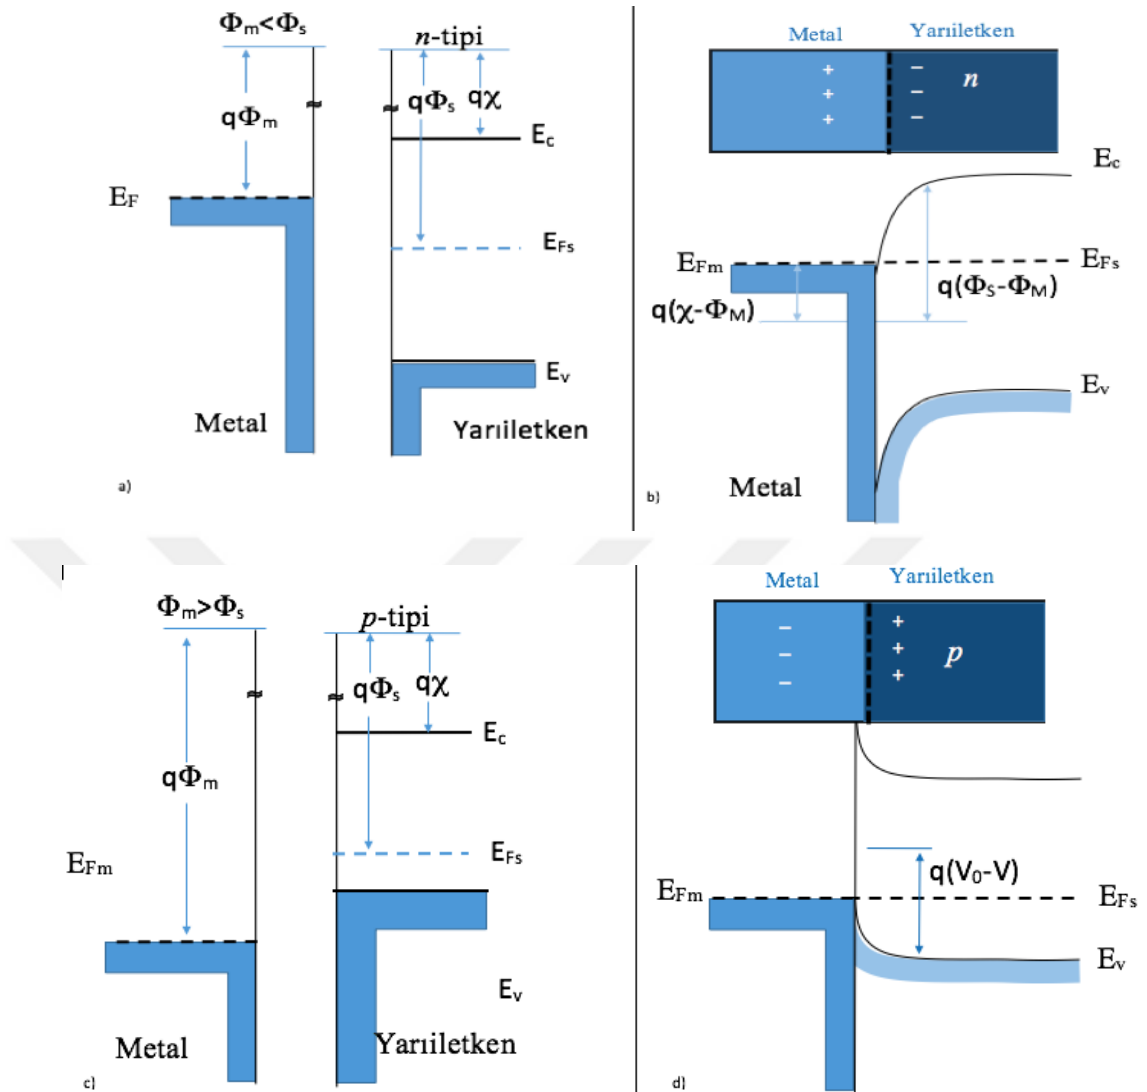 Φm<Φs
n-tipi
qΦm
qΦs
qχ
Ec
EF
EFs
Ev
Metal
Yarıiletken
a)
Metal
Yarıiletken
+
+
+
–
–
–
n
Ec
EFm
EFs
q(χ-ΦM)
q(ΦS-ΦM)
Ev
Metal
b)
Φm>Φs
p-tipi
qΦs
qχ
Ec
qΦm
EFm
EFs
Ev
Metal
Yarıiletken
c)
Metal
Yarıiletken
–
–
–
+
+
+
p
q(V0-V)
EFm
EFs
Ev
d)